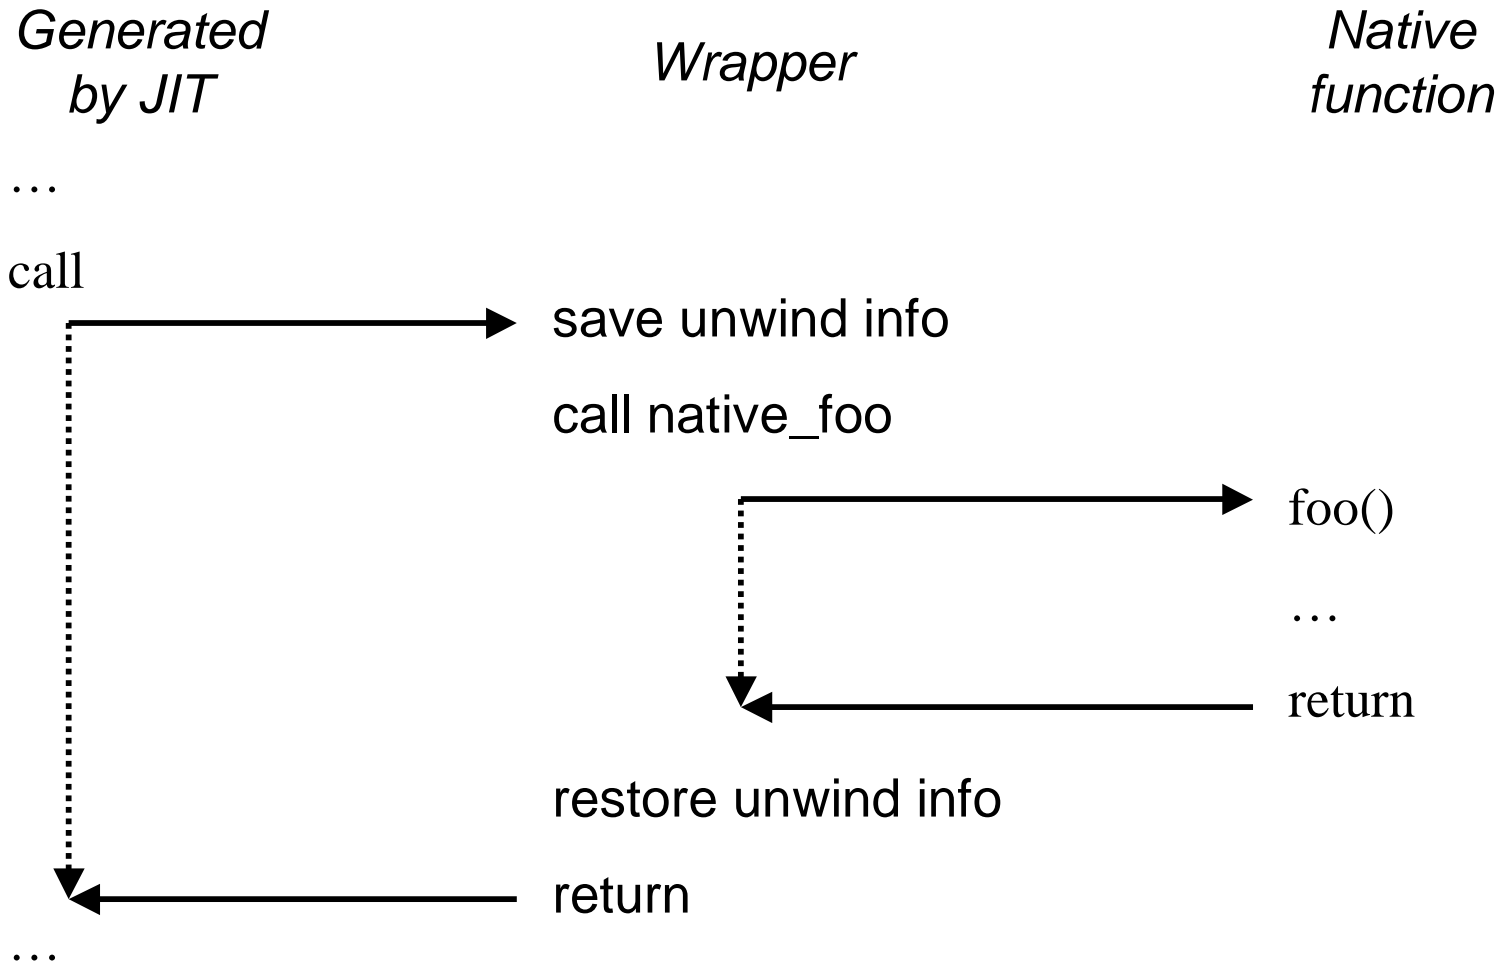 Generated
by JIT
Wrapper
Native
function
…
call
save unwind info
call native_foo
foo()
…
return
restore unwind info
return
…